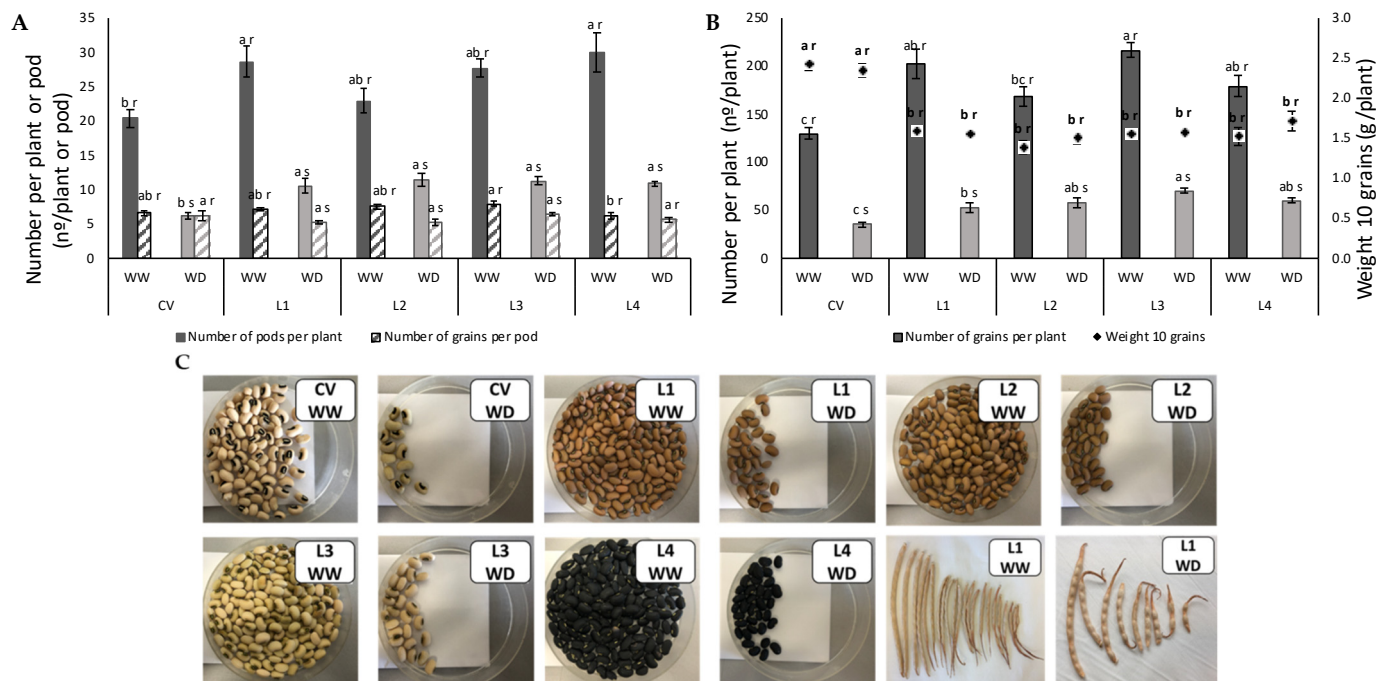 A
Number per plant or pod
(nº/plant or pod)
35
30
25
20
15
10
5
0
b r
ab r
b s
a r
a r
ab r
a s
a s
ab r
ab r
a s
a s
ab r
a r
a s
a s
a r
b r
a s
a r
WW WD WW WD WW WD WW WD WW WD
CV L1 L2 L3 L4
Number of pods per plant Number of grains per pod
B
Number per plant (nº/plant)
250
200
150
100
50
0
a r
a r
c r
c s
ab r
b r
b r
b s
bc r
b r
b r
ab s
a r
b r
b r
a s
ab r
b r
b r
ab s
3.0
2.5
2.0
1.5
1.0
0.5
0.0
Weight 10 grains (g/plant)
WW WD WW WD WW WD WW WD WW WD
CV L1 L2 L3 L4
Number of grains per plant Weight 10 grains
C
CV
WW
CV
WD
L1
WW
L1
WD
L2
WW
L2
WD
L3
WW
L3
WD
L4
WW
L4
WD
L1
WW
L1
WD